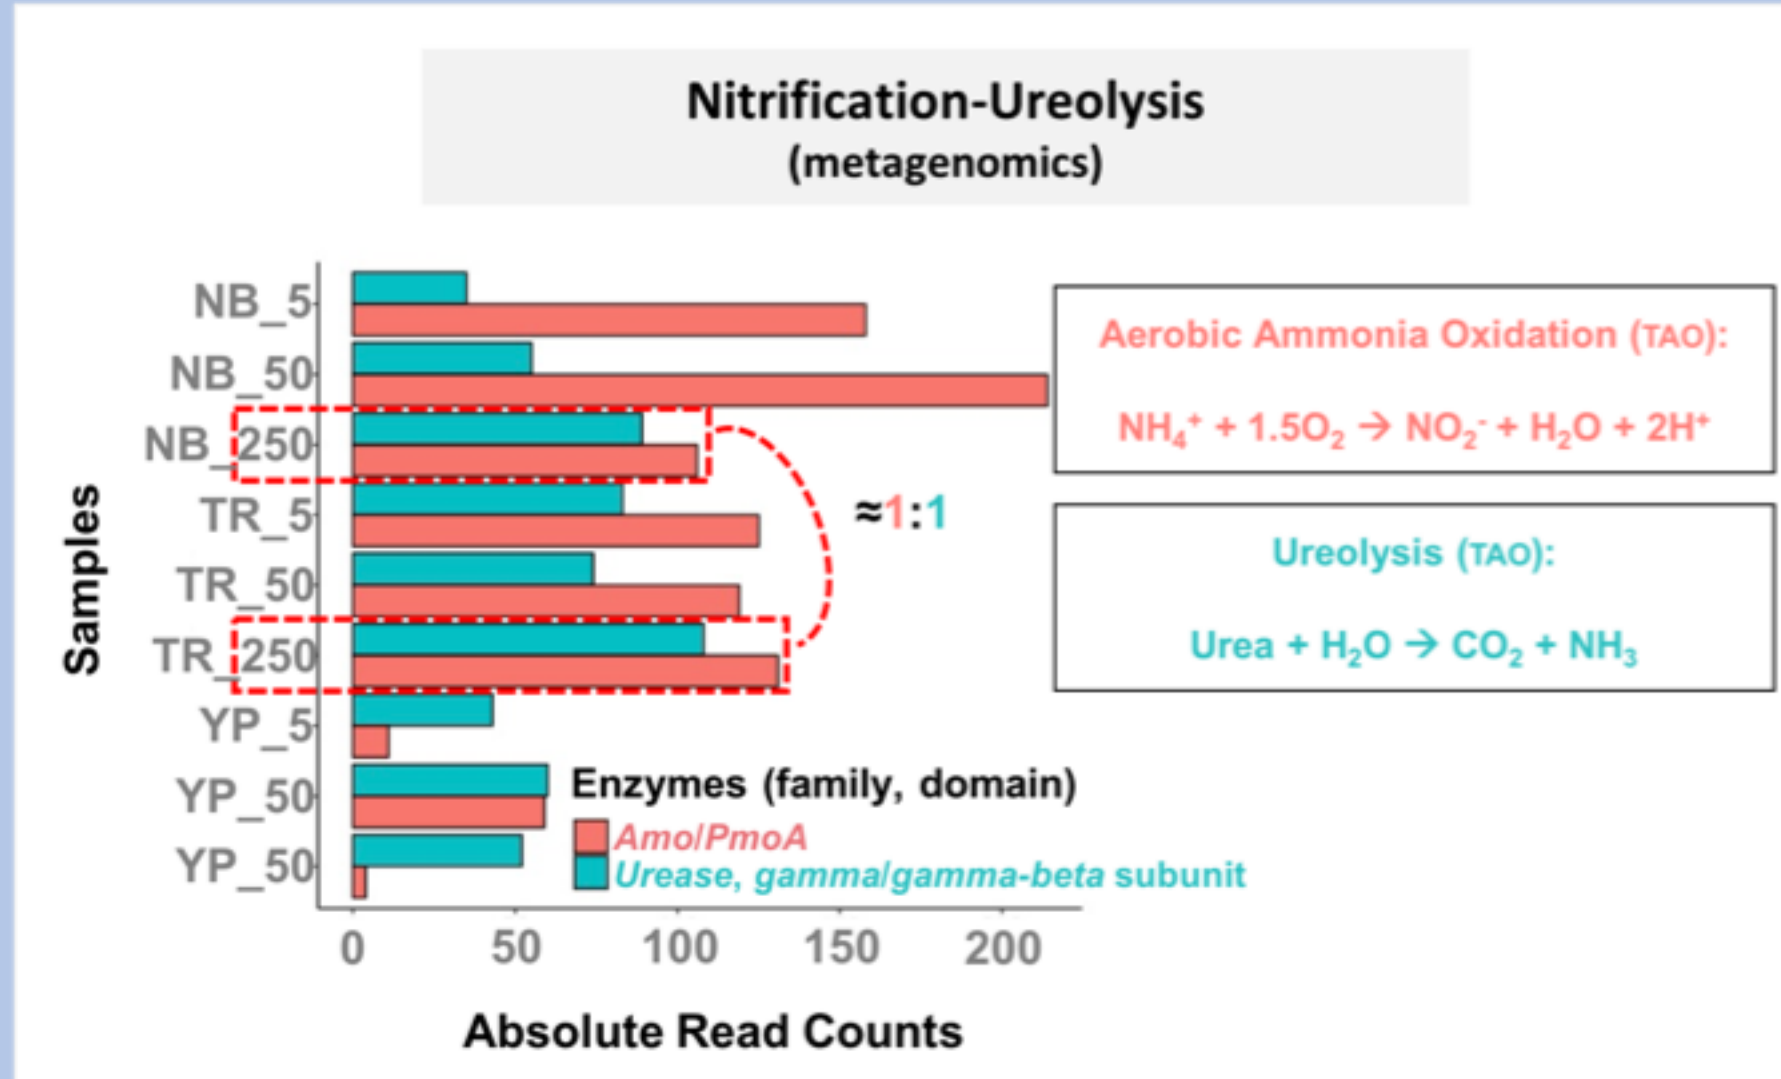 Nitrification-Ureolysis
(metagenomics)
NB_5
NB_50
NB_250
TR_5
TR_50
TR_250
YP_5
YP_50
YP_50
Samples
0 50 100 150 200
Absolute Read Counts
≈1:1
Enzymes (family, domain)
Amo/PmoA
Urease, gamma/gamma-beta subunit
Aerobic Ammonia Oxidation (TAO):
NH₄⁺ + 1.5O₂ → NO₂⁻ + H₂O + 2H⁺
Ureolysis (TAO):
Urea + H₂O → CO₂ + NH₃